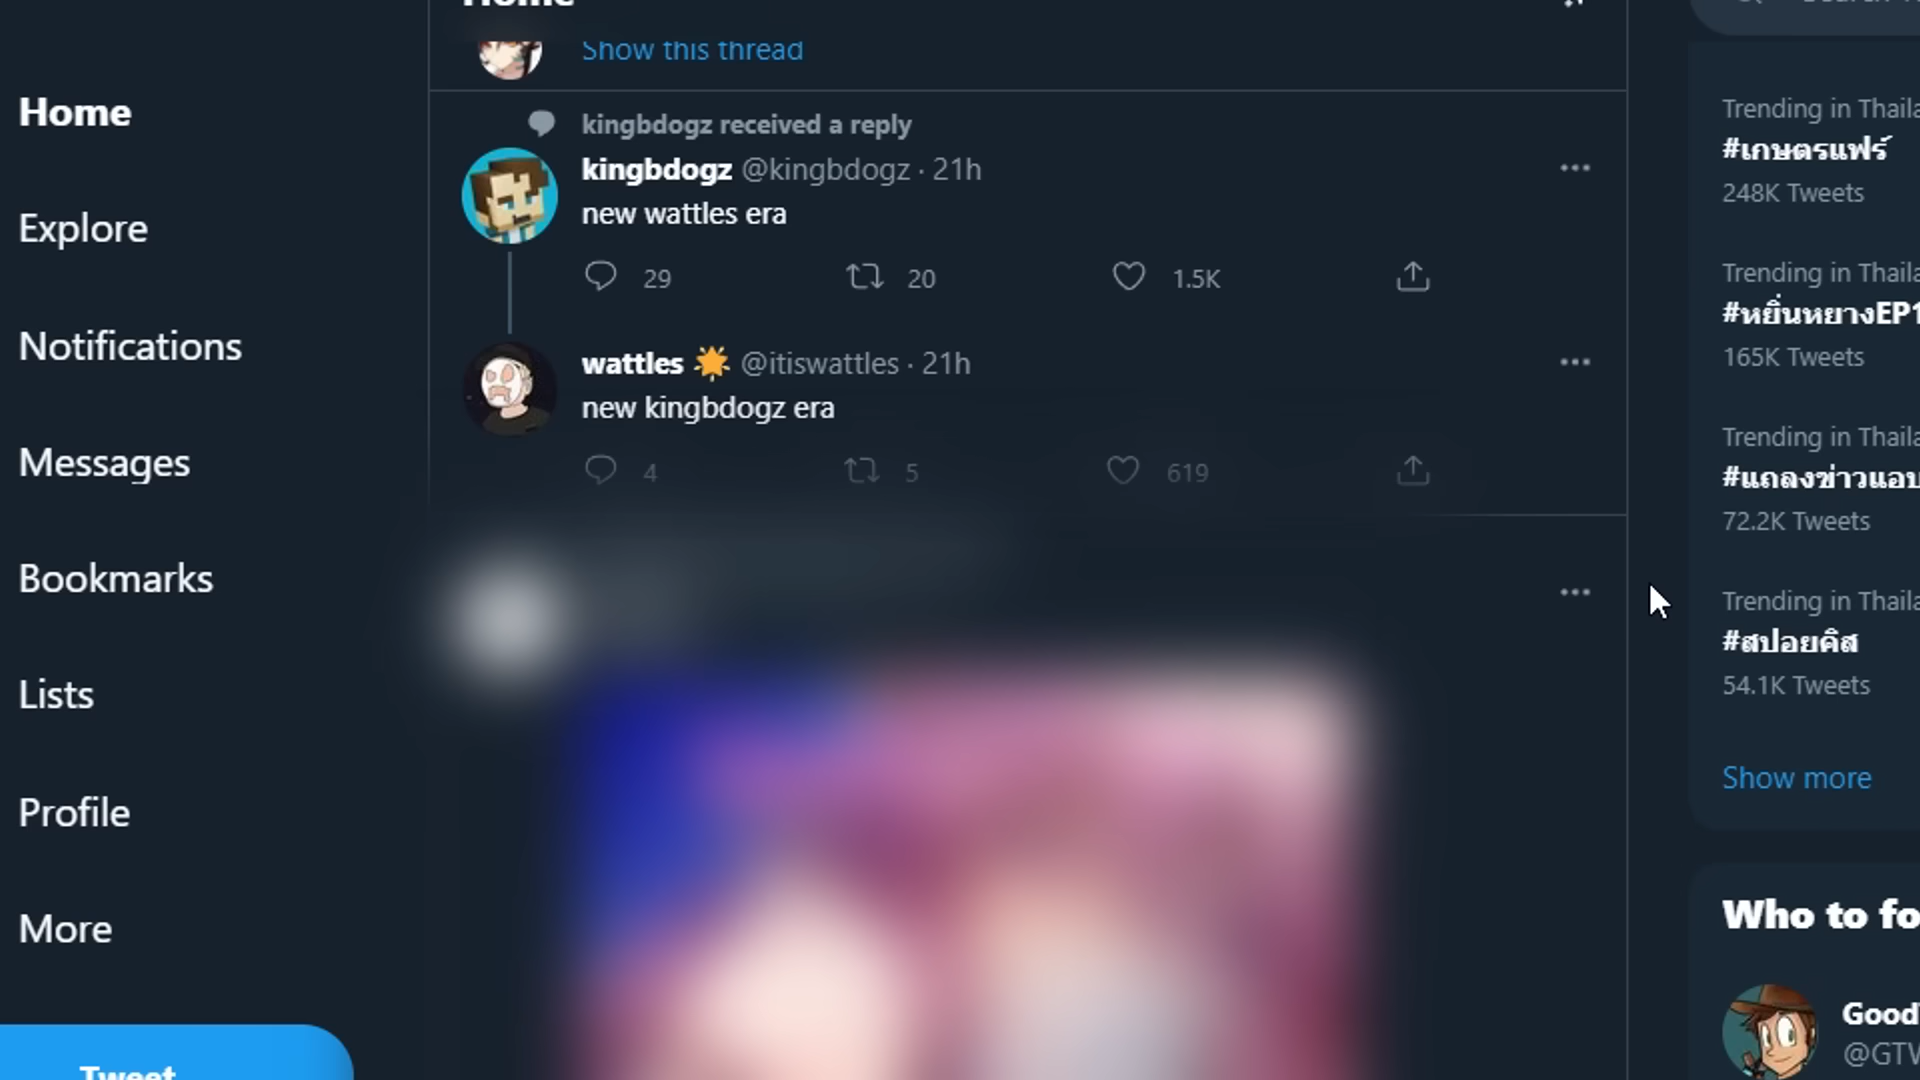 Home
Show this thread
Home
Explore
Notifications
Messages
Bookmarks
Lists
Profile
More
Tweet
kingbdogz received a reply
kingbdogz @kingbdogz · 21h
new wattles era
29 20 1.5K
wattles 🌟 @itiswattles · 21h
new kingbdogz era
4 5 619
Trending in Thaila
#เกษตรแฟร์
248K Tweets
Trending in Thaila
#หยิ่นหยางEP1
165K Tweets
Trending in Thaila
#แถลงข่าวแอบ
72.2K Tweets
Trending in Thaila
#สปอยคิส
54.1K Tweets
Show more
Who to fo
Good
@GTV